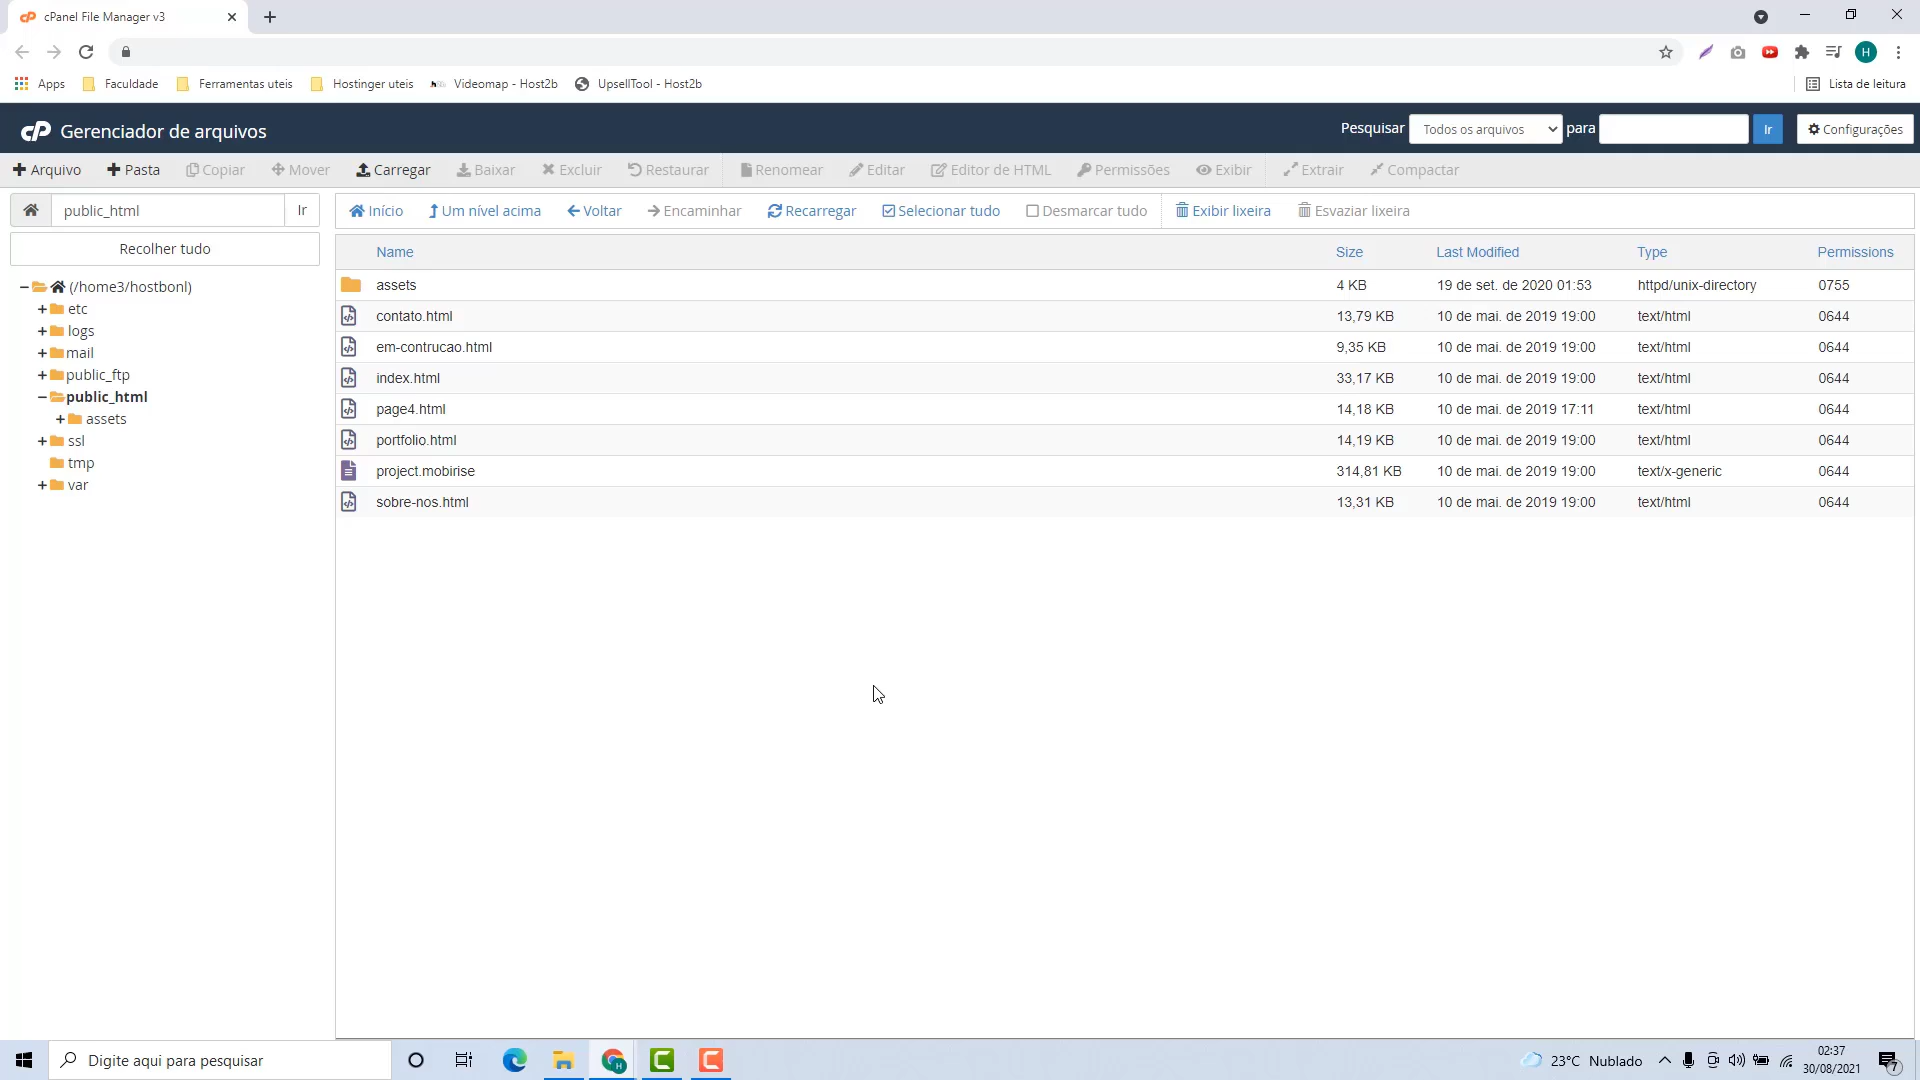 cPanel File Manager v3
H
Apps Faculdade Ferramentas uteis Hostinger uteis Videomap - Host2b UpsellTool - Host2b Lista de leitura
cP Gerenciador de arquivos Pesquisar Todos os arquivos para Ir Configurações
Arquivo Pasta Copiar Mover Carregar Baixar Excluir Restaurar Renomear Editar Editor de HTML Permissões Exibir Extrair Compactar
public_html Ir Início Um nível acima Voltar Encaminhar Recarregar Selecionar tudo Desmarcar tudo Exibir lixeira Esvaziar lixeira
Recolher tudo
(/home3/hostbonl)
etc
logs
mail
public_ftp
public_html
assets
ssl
tmp
var
Name Size Last Modified Type Permissions
assets 4 KB 19 de set. de 2020 01:53 httpd/unix-directory 0755
contato.html 13,79 KB 10 de mai. de 2019 19:00 text/html 0644
em-contrucao.html 9,35 KB 10 de mai. de 2019 19:00 text/html 0644
index.html 33,17 KB 10 de mai. de 2019 19:00 text/html 0644
page4.html 14,18 KB 10 de mai. de 2019 17:11 text/html 0644
portfolio.html 14,19 KB 10 de mai. de 2019 19:00 text/html 0644
project.mobirise 314,81 KB 10 de mai. de 2019 19:00 text/x-generic 0644
sobre-nos.html 13,31 KB 10 de mai. de 2019 19:00 text/html 0644
Digite aqui para pesquisar 23°C Nublado 02:37
30/08/2021 7